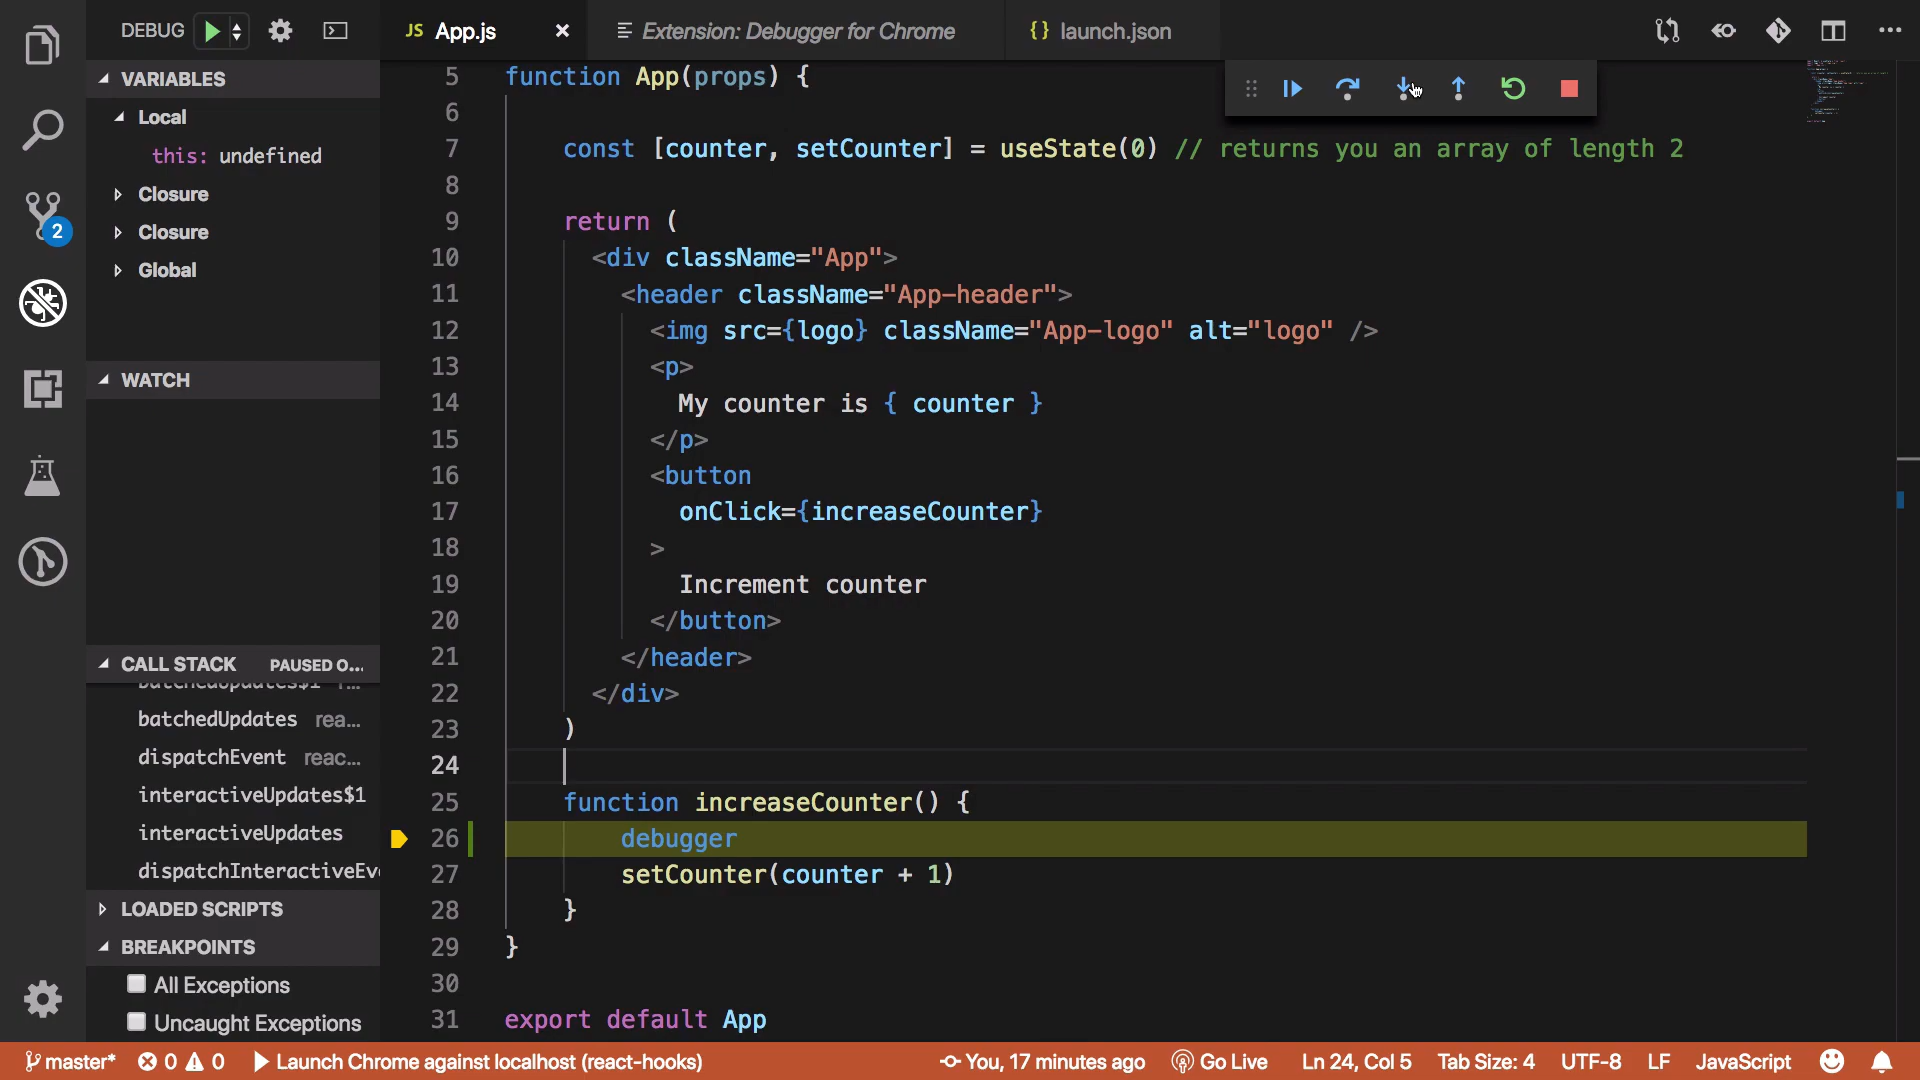 DEBUG
JS App.js
Extension: Debugger for Chrome
{} launch.json
VARIABLES
Local
this: undefined
Closure
Closure
Global
2
WATCH
CALL STACK PAUSED O...
batchedUpdates rea...
dispatchEvent reac...
interactiveUpdates$1
interactiveUpdates
dispatchInteractiveEv
LOADED SCRIPTS
BREAKPOINTS
All Exceptions
Uncaught Exceptions
5 function App(props) {
6
7 const [counter, setCounter] = useState(0) // returns you an array of length 2
8
9 return (
10 <div className="App">
11 <header className="App-header">
12 <img src={logo} className="App-logo" alt="logo" />
13 <p>
14 My counter is { counter }
15 </p>
16 <button
17 onClick={increaseCounter}
18 >
19 Increment counter
20 </button>
21 </header>
22 </div>
23 )
24
25 function increaseCounter() {
26 debugger
27 setCounter(counter + 1)
28 }
29 }
30
31 export default App
master* 0 0 Launch Chrome against localhost (react-hooks) You, 17 minutes ago Go Live Ln 24, Col 5 Tab Size: 4 UTF-8 LF JavaScript